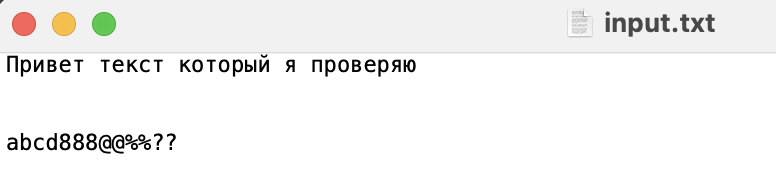 input.txt
Привет текст который я проверяю
abcd888@@%%??